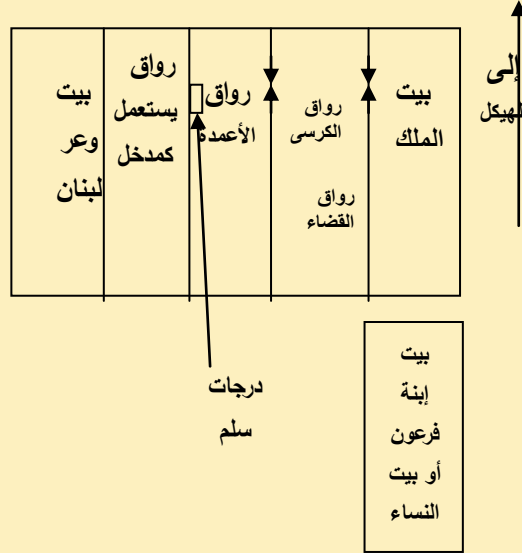 إلى
الهيكل
بيت
الملك
رواق
الكرسى
رواق
القضاء
رواق
الأعمدة
رواق
يستعمل
كمدخل
بيت
وعر
لبنان
درجات
سلم
بيت
إبنة
فرعون
أو بيت
النساء